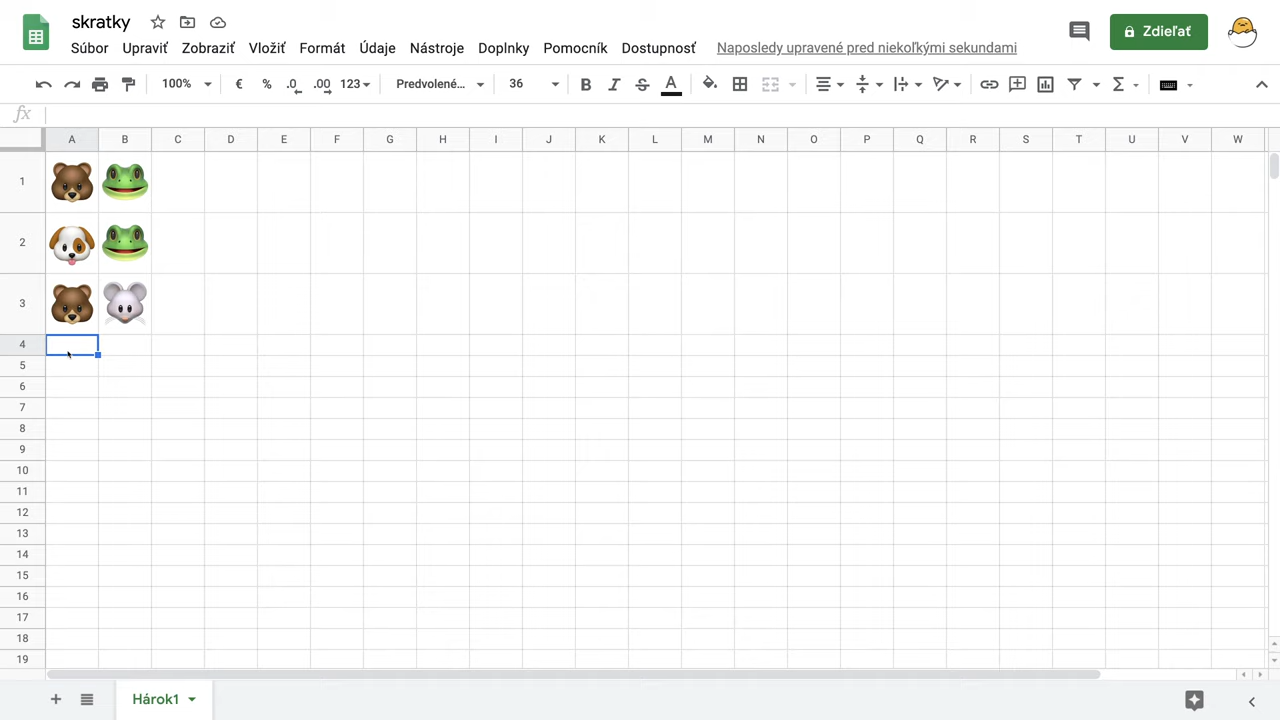 skratky
Súbor Upraviť Zobraziť Vložiť Formát Údaje Nástroje Doplnky Pomocník Dostupnosť Naposledy upravené pred niekoľkými sekundami
Zdieľať
100% € % .0 .00 123 Predvolené... 36 B I S A
fx
A B C D E F G H I J K L M N O P Q R S T U V W
1
2
3
4
5
6
7
8
9
10
11
12
13
14
15
16
17
18
19
Hárok1